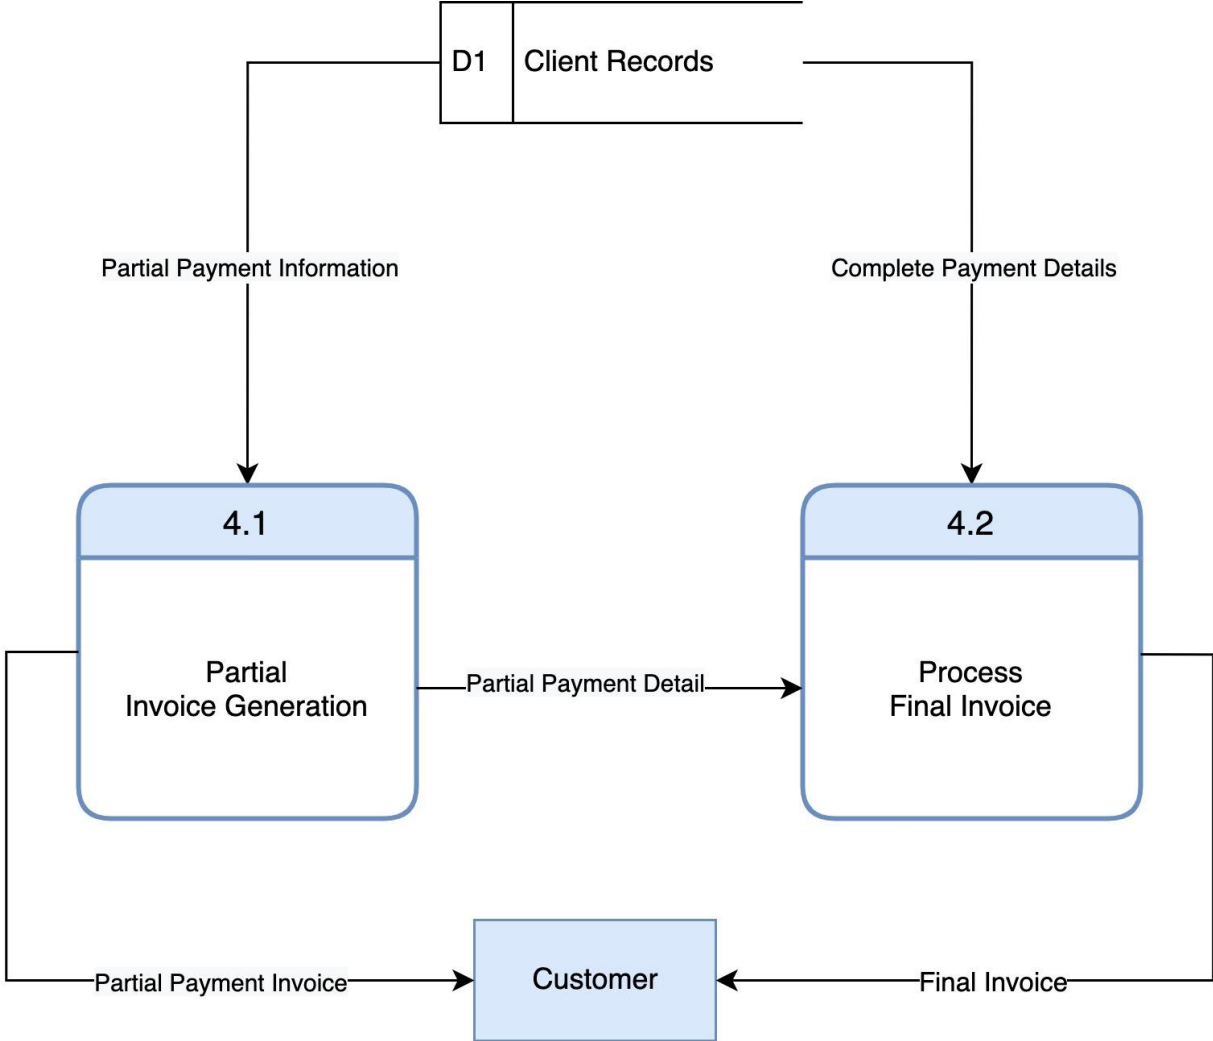 D1
Client Records
Partial Payment Information
Complete Payment Details
4.1
4.2
Partial
Invoice Generation
Partial Payment Detail
Process
Final Invoice
Partial Payment Invoice
Customer
Final Invoice